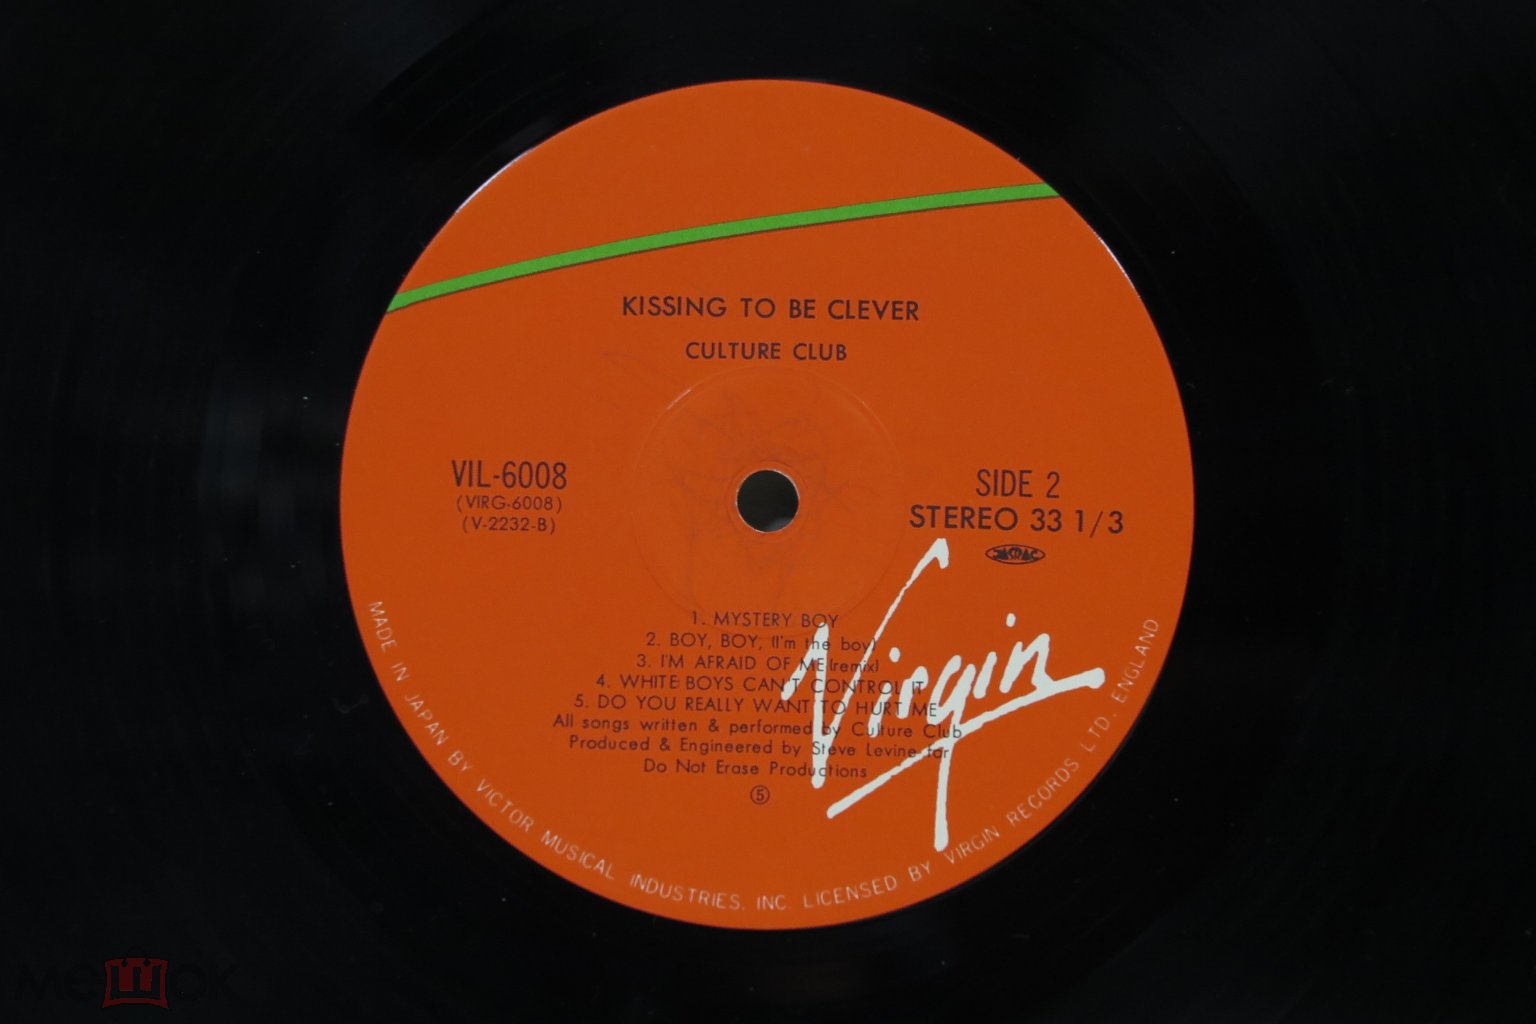 KISSING TO BE CLEVER
CULTURE CLUB
VIL-6008
(VIRG-6008)
(V-2232-B)
SIDE 2
STEREO 33 1/3
JASRAC
1. MYSTERY BOY
2. BOY, BOY, (I'm the boy)
3. I'M AFRAID OF ME (remix)
4. WHITE BOYS CAN'T CONTROL IT
5. DO YOU REALLY WANT TO HURT ME
All songs written & performed by Culture Club
Produced & Engineered by Steve Levine for
Do Not Erase Productions
⑤
Virgin
MADE IN JAPAN BY VICTOR MUSICAL INDUSTRIES, INC. LICENSED BY VIRGIN RECORDS LTD. ENGLAND
мешок